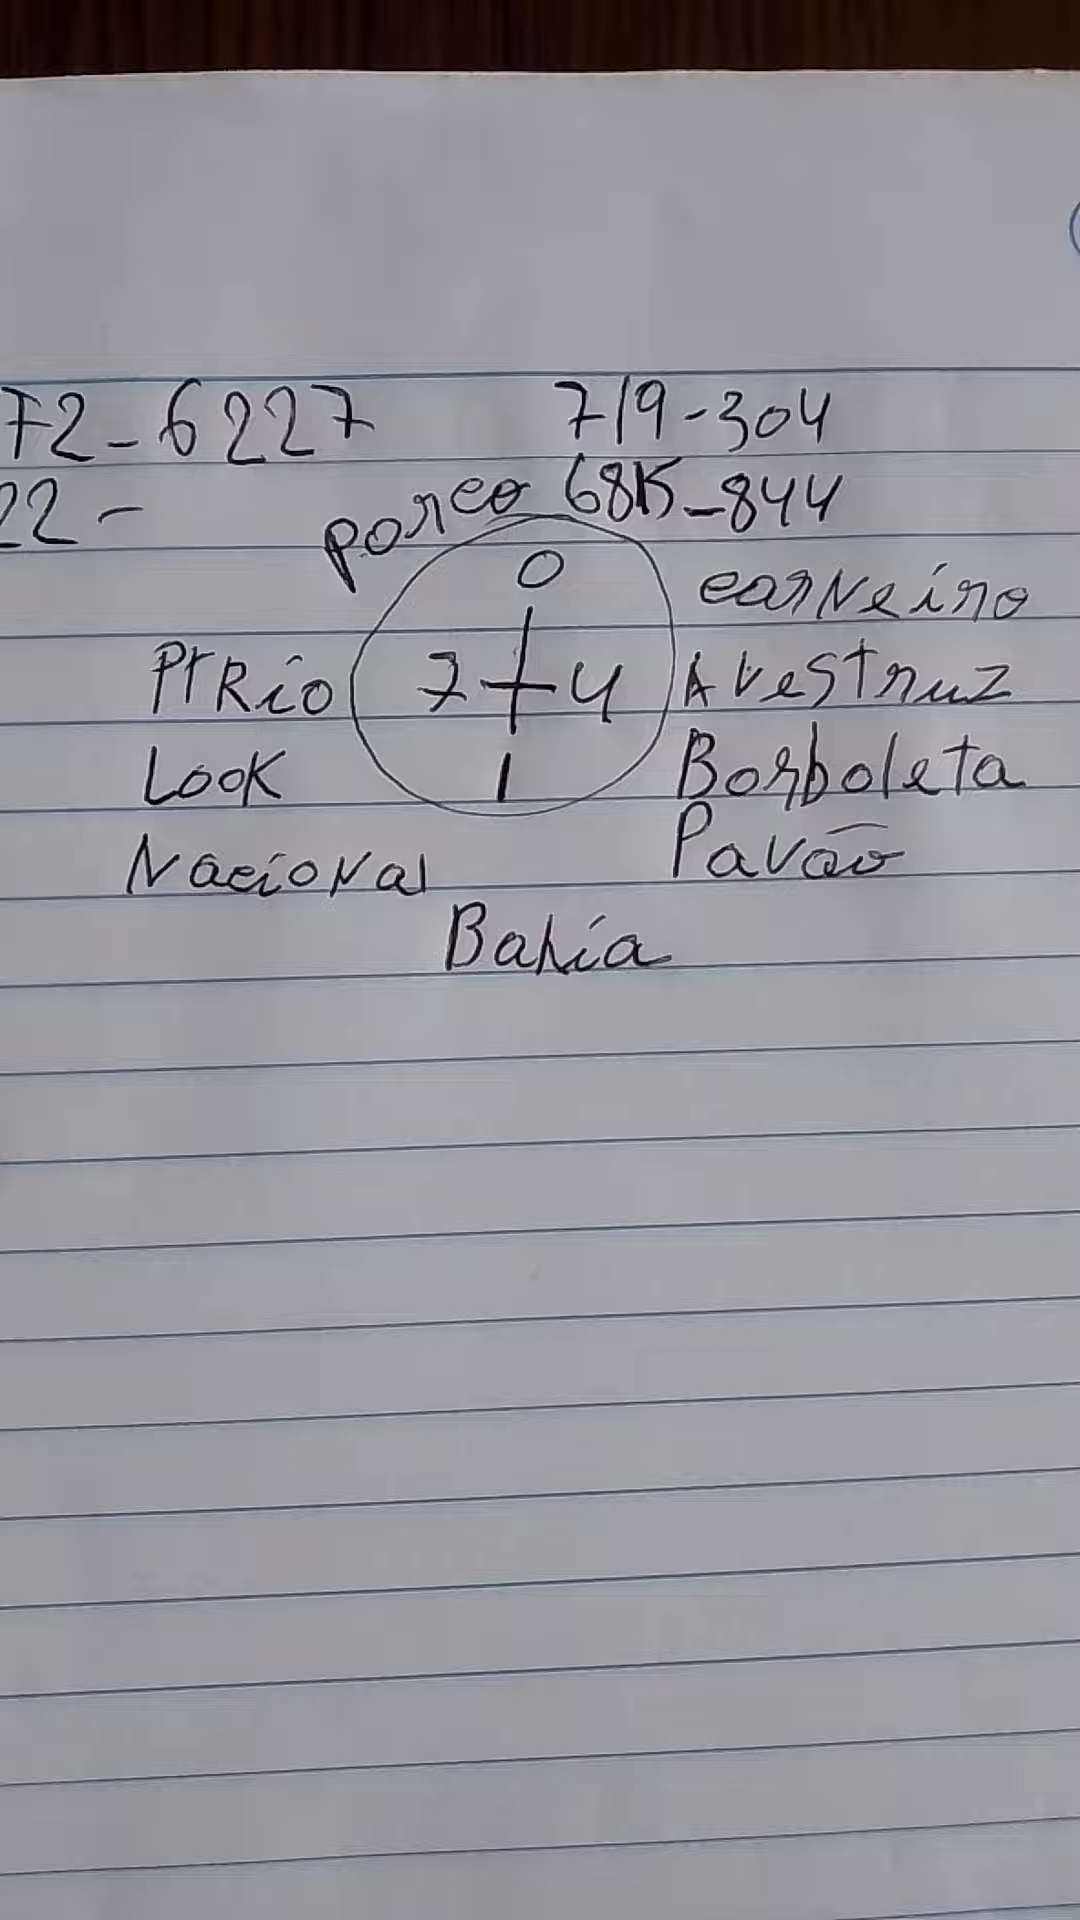 72-6227 719-304
22- porco 685-844
0 carneiro
PTRio 7+4 Avestruz
Look 1 Borboleta
Nacional Pavão
Bahia